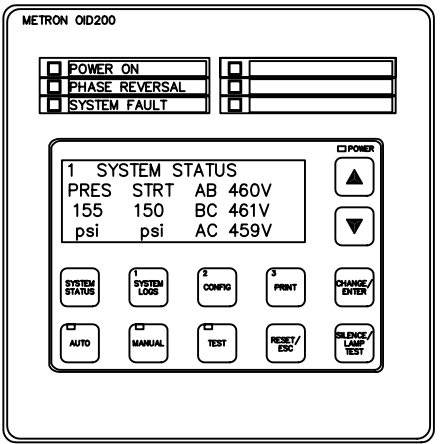 METRON OID200
POWER ON
PHASE REVERSAL
SYSTEM FAULT
POWER
1 SYSTEM STATUS
PRES STRT AB 460V
155 150 BC 461V
psi psi AC 459V
SYSTEM STATUS
1 SYSTEM LOGS
2 CONFIG
3 PRINT
CHANGE/ ENTER
AUTO
MANUAL
TEST
RESET/ ESC
SILENCE/ LAMP TEST